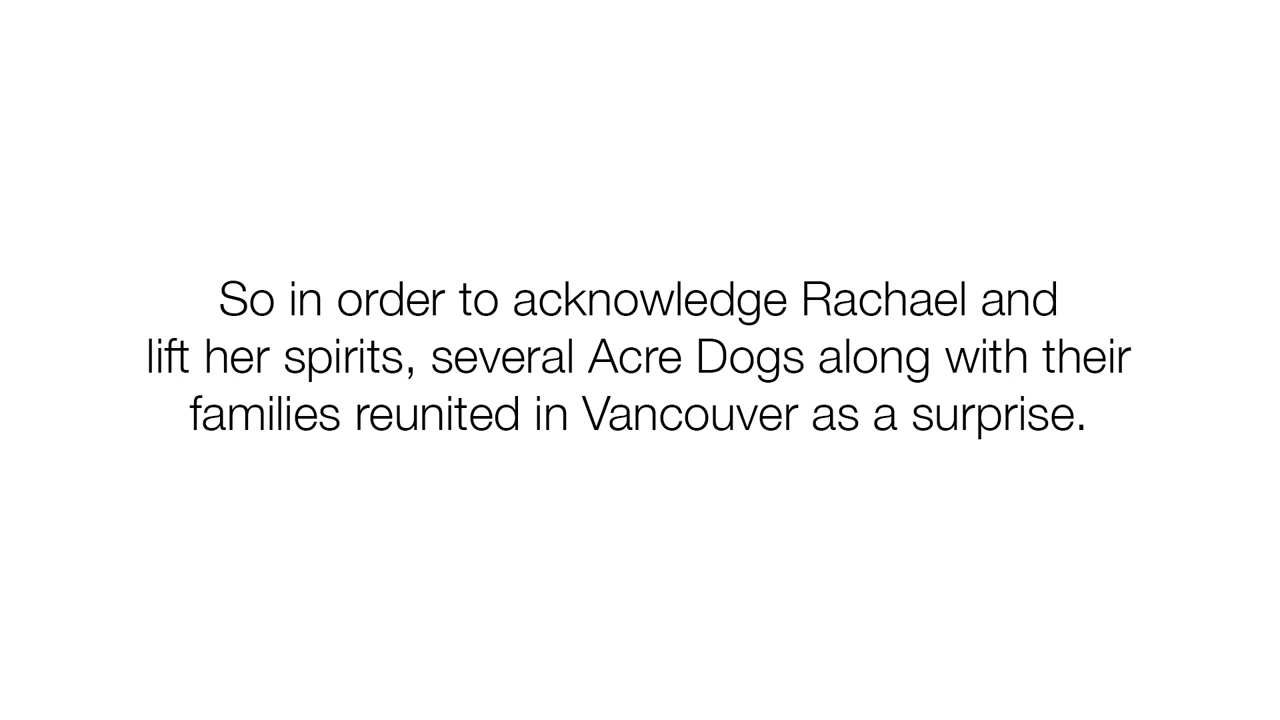 So in order to acknowledge Rachael and
lift her spirits, several Acre Dogs along with their
families reunited in Vancouver as a surprise.